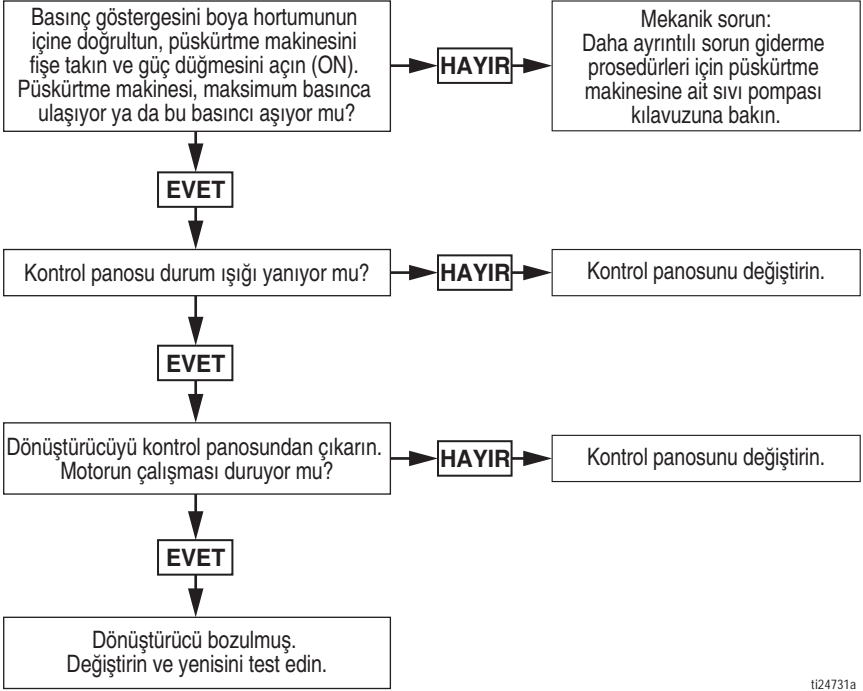 Basınç göstergesini boya hortumunun
içine doğrultun, püskürtme makinesini
fişe takın ve güç düğmesini açın (ON).
Püskürtme makinesi, maksimum basınca
ulaşıyor ya da bu basıncı aşıyor mu?
HAYIR
Mekanik sorun:
Daha ayrıntılı sorun giderme
prosedürleri için püskürtme
makinesine ait sıvı pompası
kılavuzuna bakın.
EVET
Kontrol panosu durum ışığı yanıyor mu?
HAYIR
Kontrol panosunu değiştirin.
EVET
Dönüştürücüyü kontrol panosundan çıkarın.
Motorun çalışması duruyor mu?
HAYIR
Kontrol panosunu değiştirin.
EVET
Dönüştürücü bozulmuş.
Değiştirin ve yenisini test edin.
ti24731a